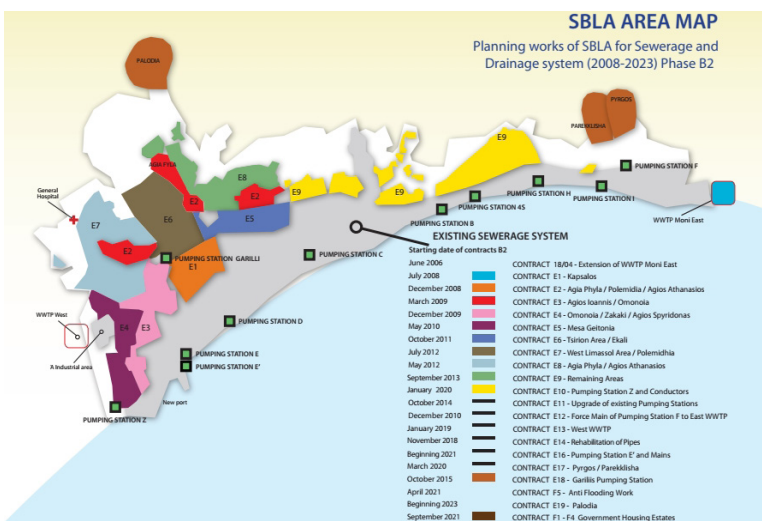 SBLA AREA MAP
Planning works of SBLA for Sewerage and
Drainage system (2008-2023) Phase B2
PALODIA
PYRGOS
PAREKKLISHA
AGIA FYLA
E9
E8
E2
E2
E9
E9
PUMPING STATION F
General
Hospital
E7
E6
E5
PUMPING STATION H
PUMPING STATION I
PUMPING STATION 4S
WWTP Moni East
PUMPING STATION B
E2
EXISTING SEWERAGE SYSTEM
PUMPING STATION GARILLI
E1
PUMPING STATION C
WWTP West
E4
E3
PUMPING STATION D
A' Industrial area
PUMPING STATION E
PUMPING STATION E'
New port
PUMPING STATION Z
Starting date of contracts B2
June 2006 CONTRACT 18/04 - Extension of WWTP Moni East
July 2008 CONTRACT E1 - Kapsalos
December 2008 CONTRACT E2 - Agia Phyla / Polemidia / Agios Athanasios
March 2009 CONTRACT E3 - Agios Ioannis / Omonoia
December 2009 CONTRACT E4 - Omonoia / Zakaki / Agios Spyridonas
May 2010 CONTRACT E5 - Mesa Geitonia
October 2011 CONTRACT E6 - Tsirion Area / Ekali
July 2012 CONTRACT E7 - West Limassol Area / Polemidhia
May 2012 CONTRACT E8 - Agia Phyla / Agios Athanasios
September 2013 CONTRACT E9 - Remaining Areas
January 2020 CONTRACT E10 - Pumping Station Z and Conductors
October 2014 CONTRACT E11 - Upgrade of existing Pumping Stations
December 2010 CONTRACT E12 - Force Main of Pumping Station F to East WWTP
January 2019 CONTRACT E13 - West WWTP
November 2018 CONTRACT E14 - Rehabilitation of Pipes
Beginning 2021 CONTRACT E16 - Pumping Station E' and Mains
March 2020 CONTRACT E17 - Pyrgos / Parekklisha
October 2015 CONTRACT E18 - Garillis Pumping Station
April 2021 CONTRACT FS - Anti Flooding Work
Beginning 2023 CONTRACT E19 - Palodia
September 2021 CONTRACT F1 - F4 Government Housing Estates